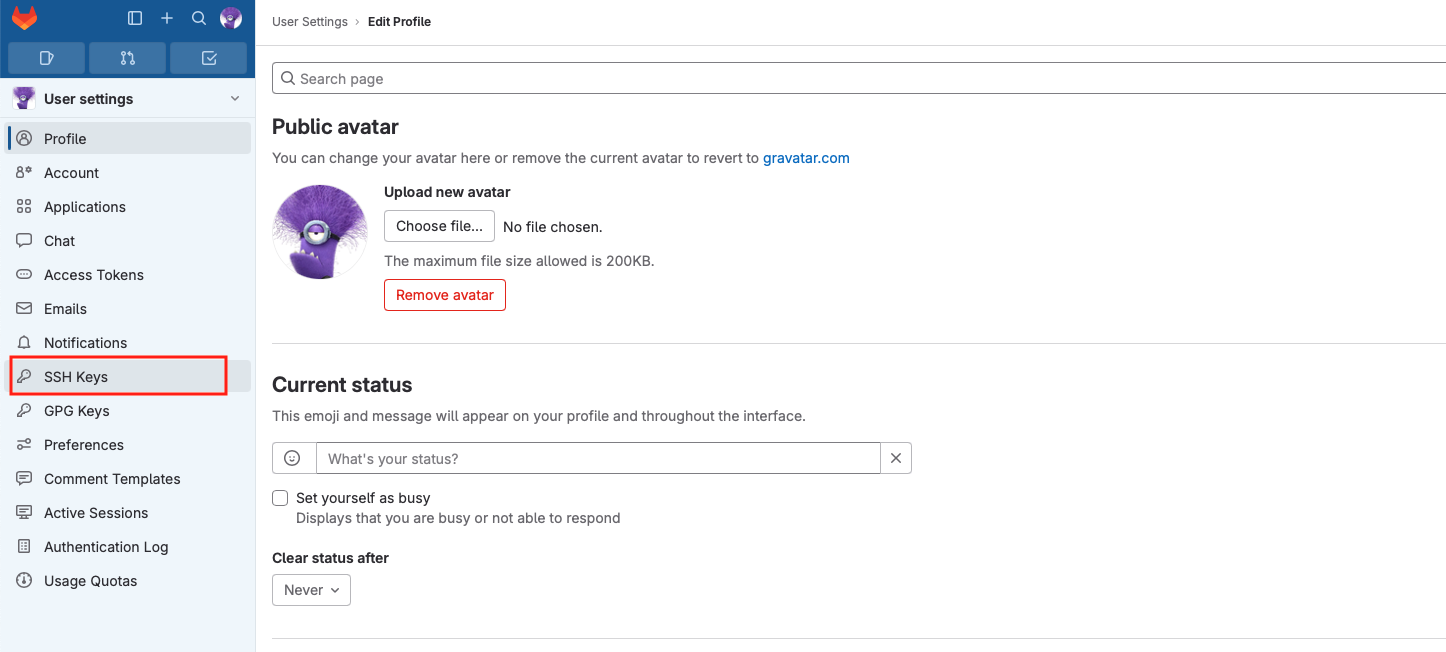 User Settings › Edit Profile
User settings
Profile
Account
Applications
Chat
Access Tokens
Emails
Notifications
SSH Keys
GPG Keys
Preferences
Comment Templates
Active Sessions
Authentication Log
Usage Quotas
Search page
Public avatar
You can change your avatar here or remove the current avatar to revert to gravatar.com
Upload new avatar
Choose file... No file chosen.
The maximum file size allowed is 200KB.
Remove avatar
Current status
This emoji and message will appear on your profile and throughout the interface.
What's your status?
Set yourself as busy
Displays that you are busy or not able to respond
Clear status after
Never